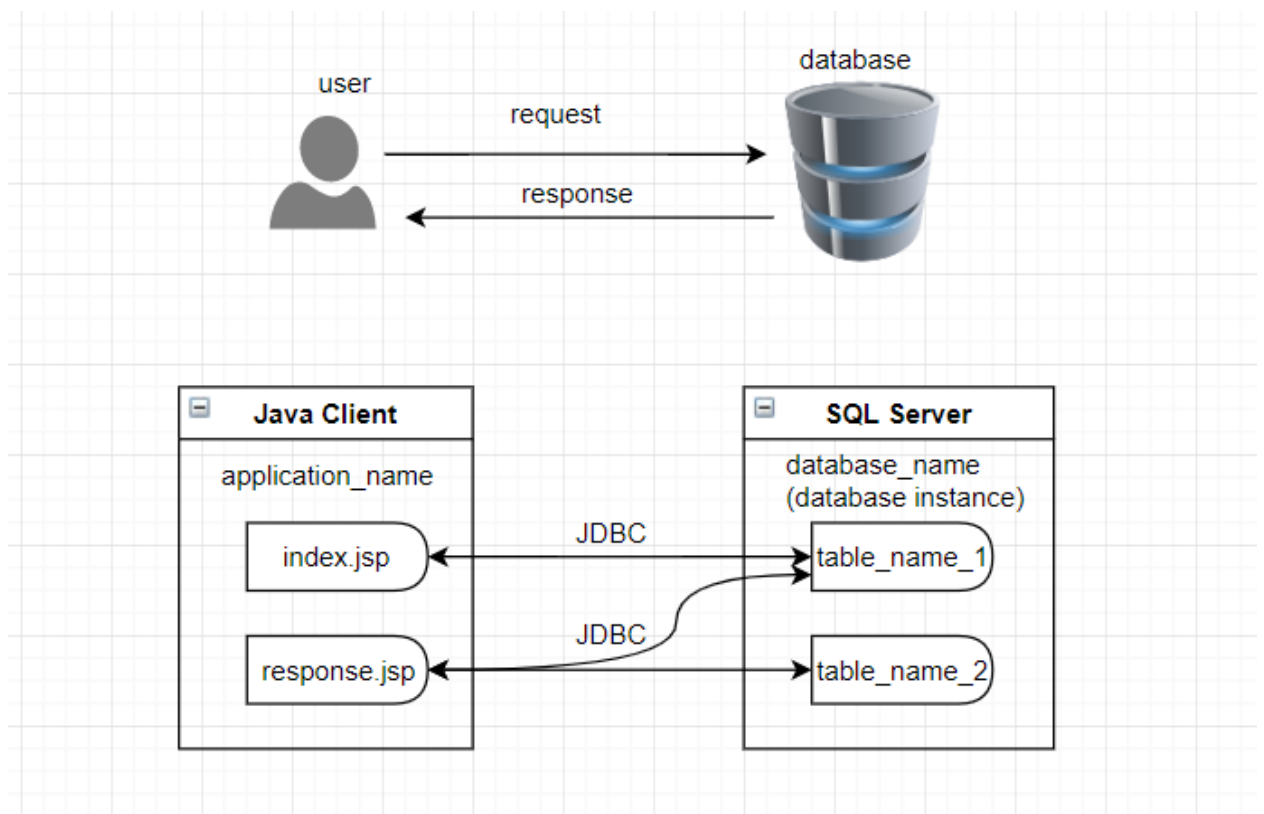 database
user
request
response
Java Client
SQL Server
application_name
database_name
(database instance)
index.jsp
JDBC
table_name_1
JDBC
response.jsp
table_name_2